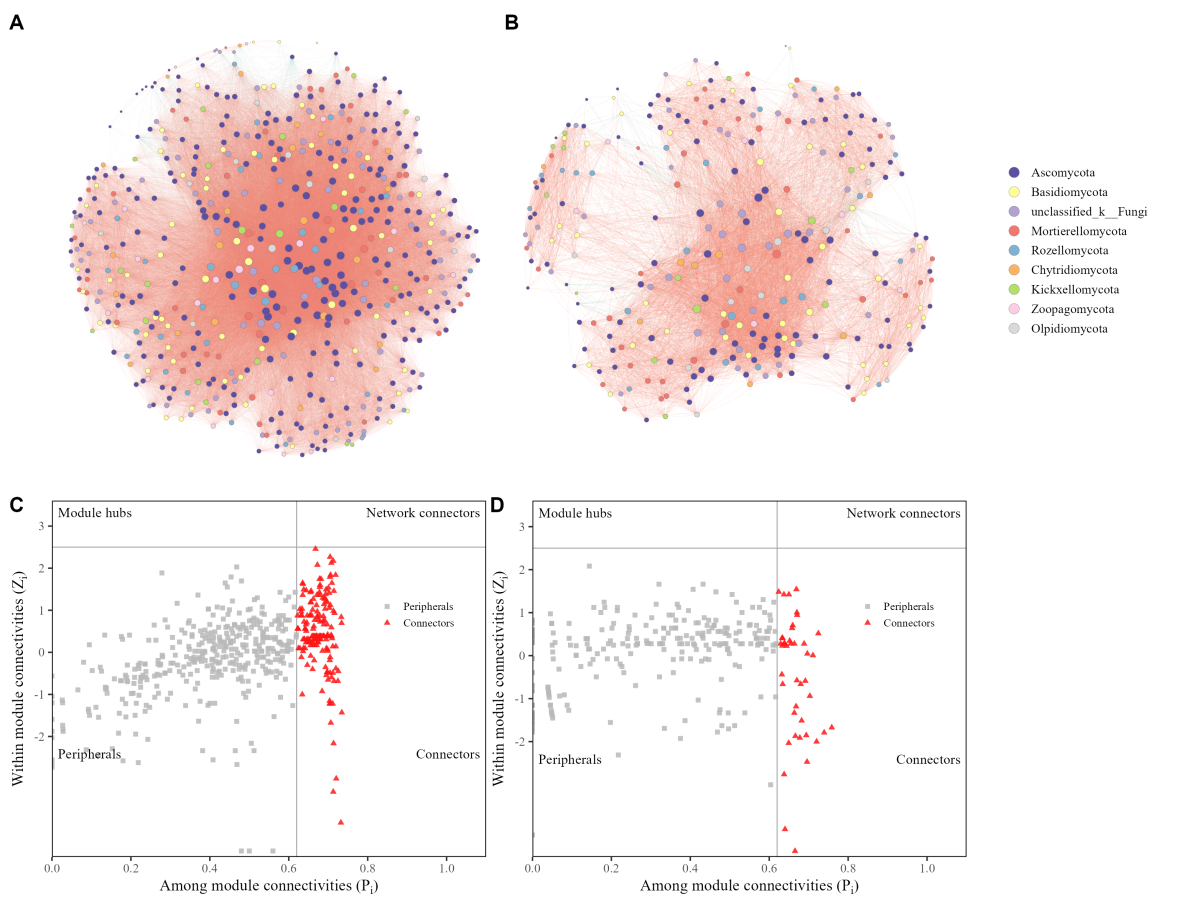 A
B
Ascomycota
Basidiomycota
unclassified_k__Fungi
Mortierellomycota
Rozellomycota
Chytridiomycota
Kickxellomycota
Zoopagomycota
Olpidiomycota
C
Module hubs
Network connectors
Peripherals
Connectors
Peripherals
Connectors
3
2
1
0
-1
-2
0.0
0.2
0.4
0.6
0.8
1.0
Within module connectivities (Zi)
Among module connectivities (Pi)
D
Module hubs
Network connectors
Peripherals
Connectors
Peripherals
Connectors
3
2
1
0
-1
-2
0.0
0.2
0.4
0.6
0.8
1.0
Within module connectivities (Zi)
Among module connectivities (Pi)